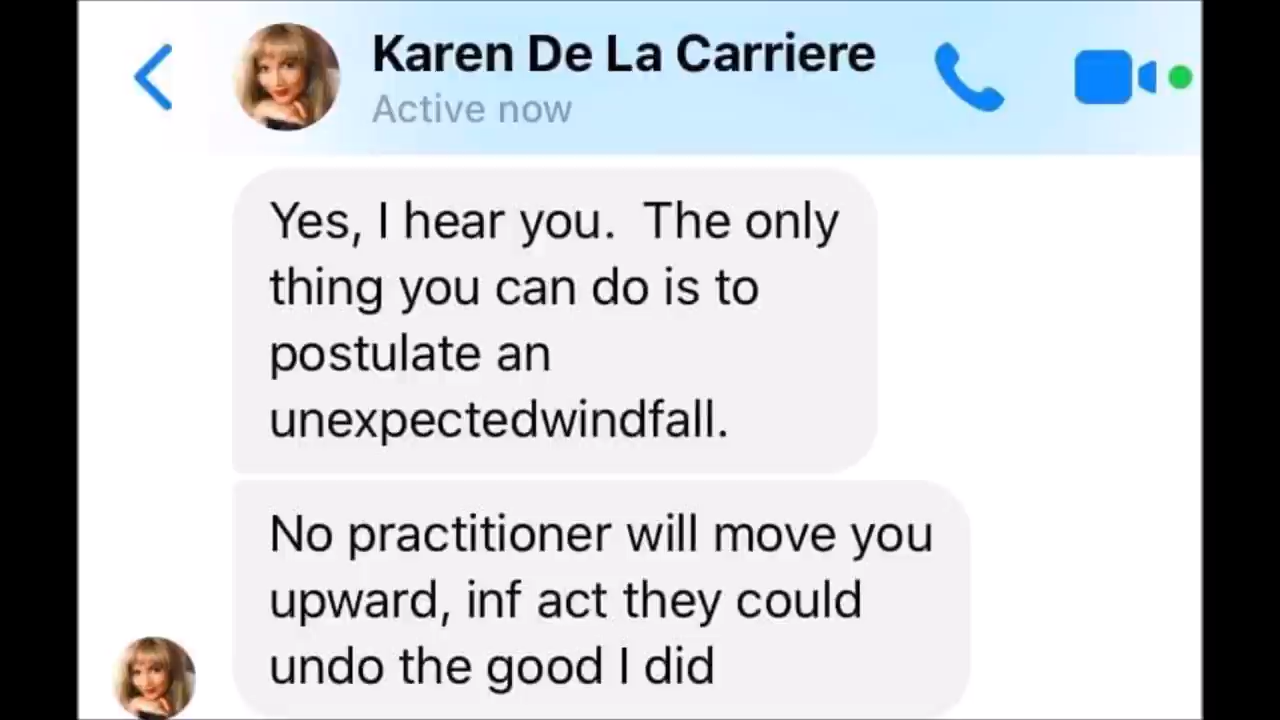 Karen De La Carriere
Active now
Yes, I hear you.  The only
thing you can do is to
postulate an
unexpectedwindfall.
No practitioner will move you
upward, inf act they could
undo the good I did